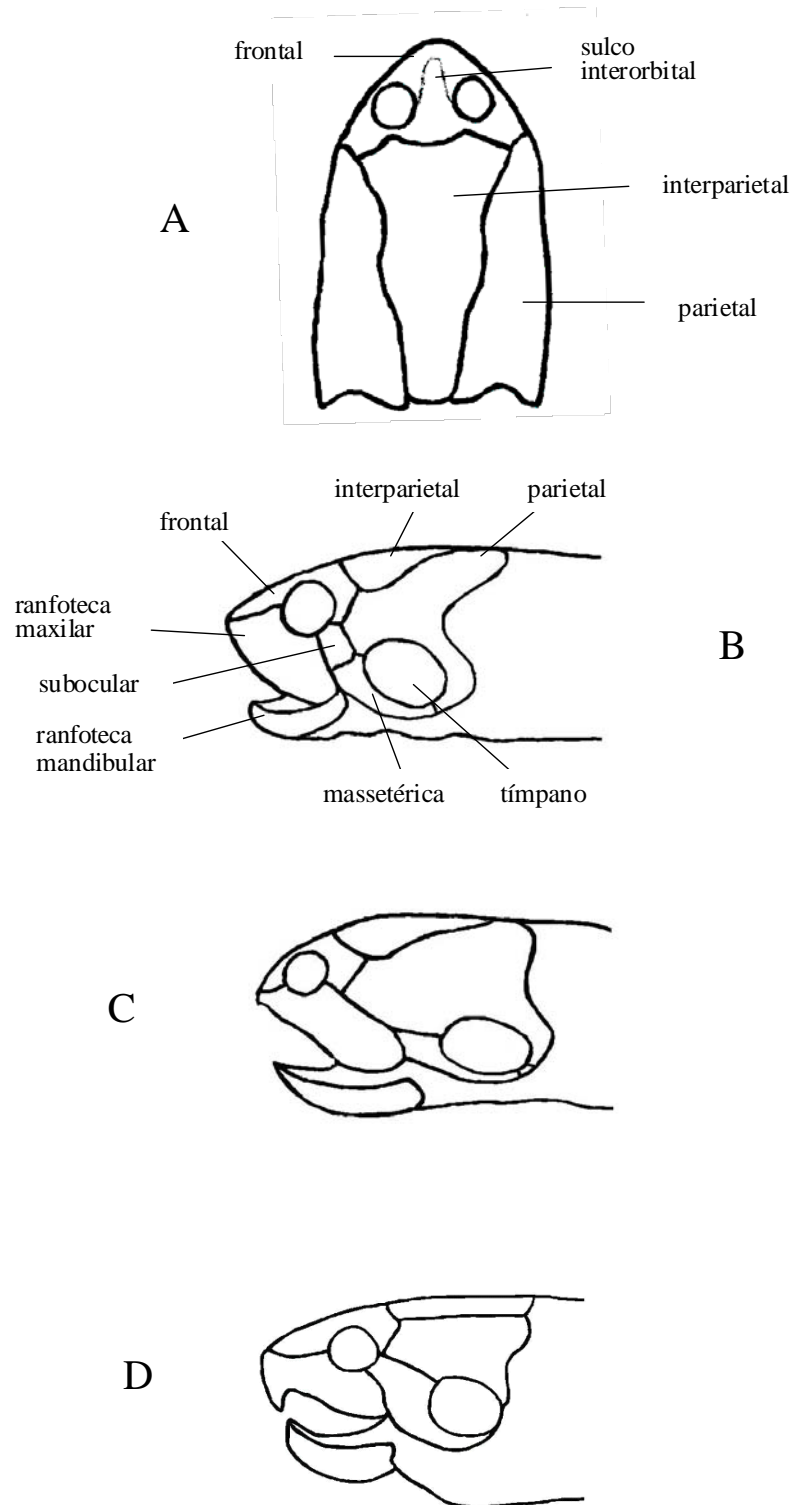 frontal
sulco
interorbital
interparietal
A
parietal
interparietal
parietal
frontal
ranfoteca
maxilar
B
subocular
ranfoteca
mandibular
massetérica
tímpano
C
D